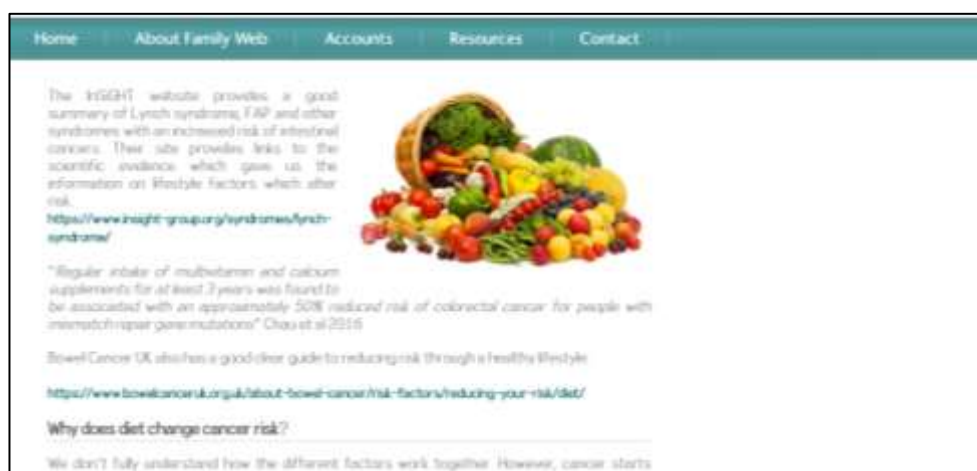 Home About Family Web Accounts Resources Contact
The InSiGHT website provides a good
summary of Lynch syndrome, FAP and other
syndromes with an increased risk of intestinal
cancers. Their site provides links to the
scientific evidence which gave us the
information on lifestyle factors which alter
risk.
https://www.insight-group.org/syndromes/lynch-
syndrome/
"Regular intake of multivitamin and calcium
supplements for at least 3 years was found to
be associated with an approximately 50% reduced risk of colorectal cancer for people with
mismatch repair gene mutations" Chau et al 2016
Bowel Cancer UK also has a good clear guide to reducing risk through a healthy lifestyle:
https://www.bowelcanceruk.org.uk/about-bowel-cancer/risk-factors/reducing-your-risk/diet/
Why does diet change cancer risk?
We don't fully understand how the different factors work together. However, cancer starts